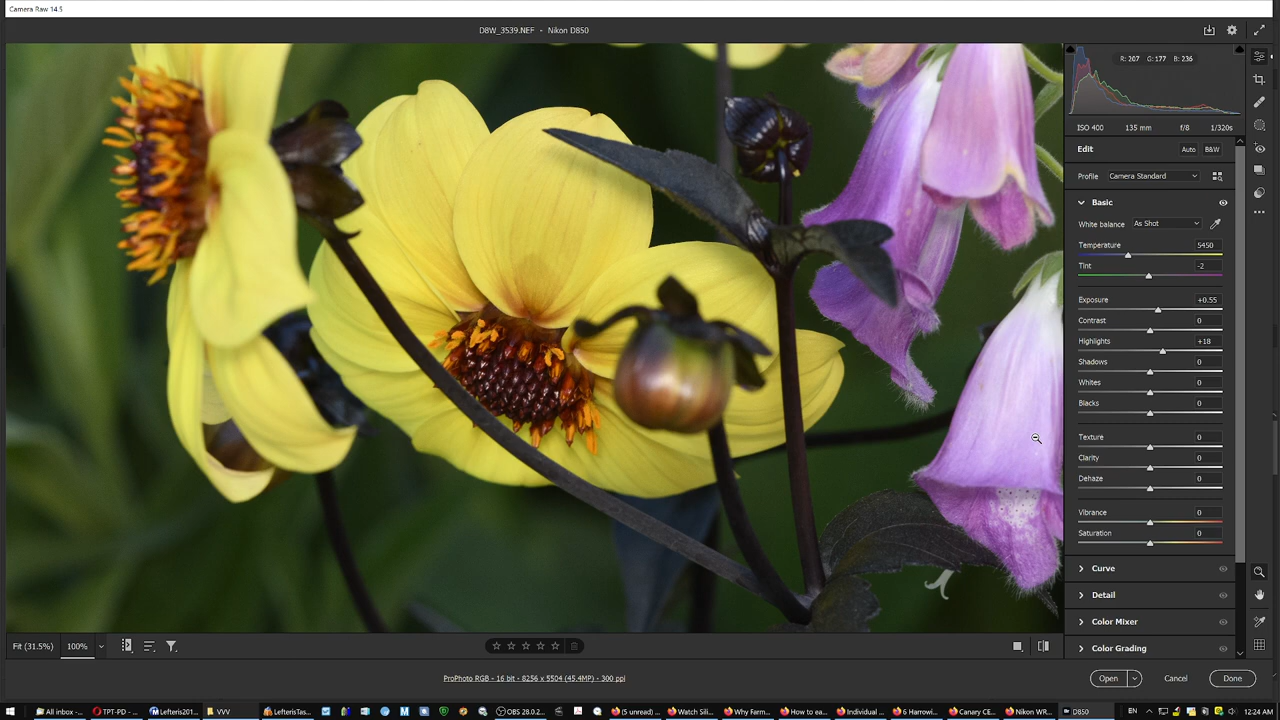 Camera Raw 14.5
D8W_3539.NEF - Nikon D850
R: 207 G: 177 B: 236
ISO 400 135 mm f/8 1/320s
Edit Auto B&W
Profile Camera Standard
Basic
White balance As Shot
Temperature 5450
Tint -2
Exposure +0.55
Contrast 0
Highlights +18
Shadows 0
Whites 0
Blacks 0
Texture 0
Clarity 0
Dehaze 0
Vibrance 0
Saturation 0
Curve
Detail
Color Mixer
Color Grading
Fit (31.5%) 100%
ProPhoto RGB - 16 bit - 8256 x 5504 (45.4MP) - 300 ppi
Open Cancel Done
All inbox -... TPT-PD -... Lefteris201... VVV LefterisTas... OBS 28.0.2... (5 unread)... Watch Sili... Why Farm... How to ea... Individual... 6 Harrowi... Canary CE... Nikon WR... D850 EN 12:24 AM